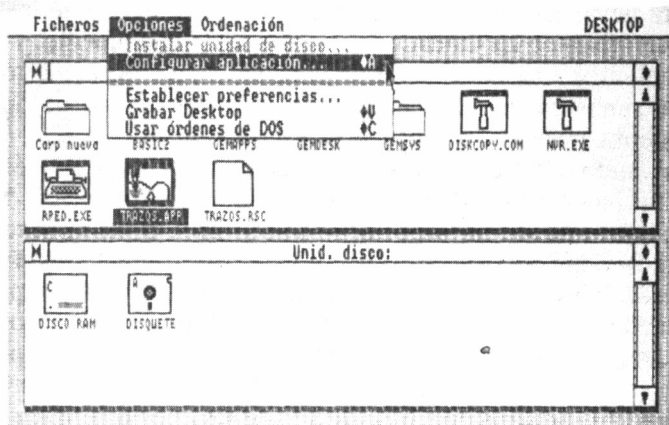 Ficheros Opciones Ordenación DESKTOP
Instalar unidad de disco...
Configurar aplicación... ♦A
Establecer preferencias...
Grabar Desktop ♦V
Usar órdenes de DOS ♦C
Carp nueva BASIC2 GEMAPPS GEMDESK GEMSYS DISKCOPY.COM NVR.EXE
RPED.EXE TRAZOS.APP TRAZOS.RSC
Unid. disco:
C A
DISCO RAM DISQUETE